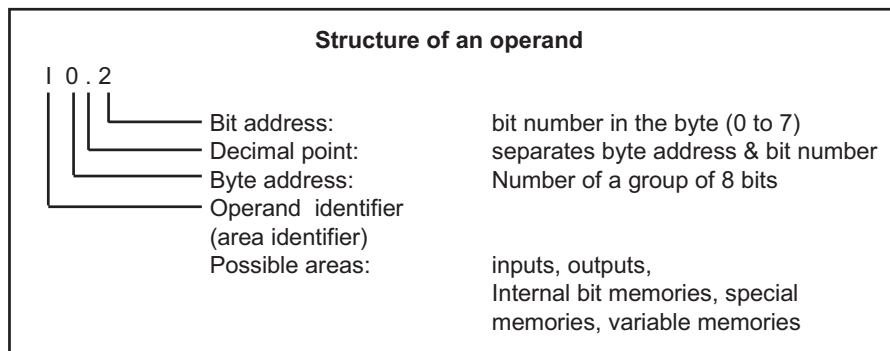 Structure of an operand
I 0 . 2
Bit address: bit number in the byte (0 to 7)
Decimal point: separates byte address & bit number
Byte address: Number of a group of 8 bits
Operand identifier
(area identifier)
Possible areas: inputs, outputs,
Internal bit memories, special
memories, variable memories